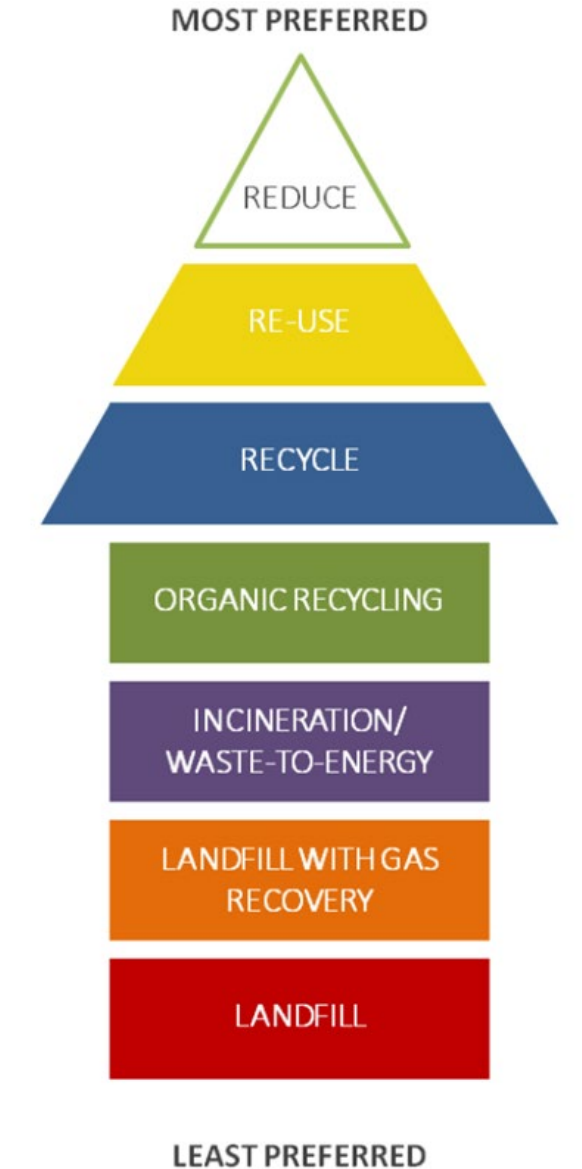 MOST PREFERRED
REDUCE
RE-USE
RECYCLE
ORGANIC RECYCLING
INCINERATION/
WASTE-TO-ENERGY
LANDFILL WITH GAS
RECOVERY
LANDFILL
LEAST PREFERRED